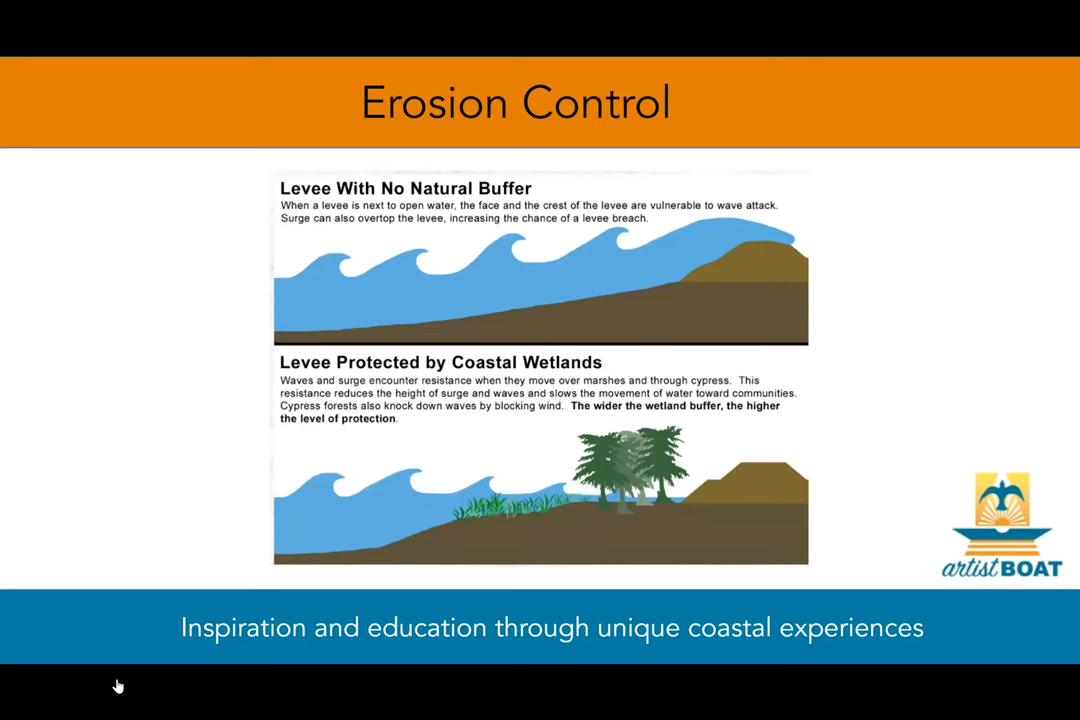 Erosion Control
Levee With No Natural Buffer
When a levee is next to open water, the face and the crest of the levee are vulnerable to wave attack.
Surge can also overtop the levee, increasing the chance of a levee breach.
Levee Protected by Coastal Wetlands
Waves and surge encounter resistance when they move over marshes and through cypress. This
resistance reduces the height of surge and waves and slows the movement of water toward communities.
Cypress forests also knock down waves by blocking wind. The wider the wetland buffer, the higher
the level of protection.
artist BOAT
Inspiration and education through unique coastal experiences